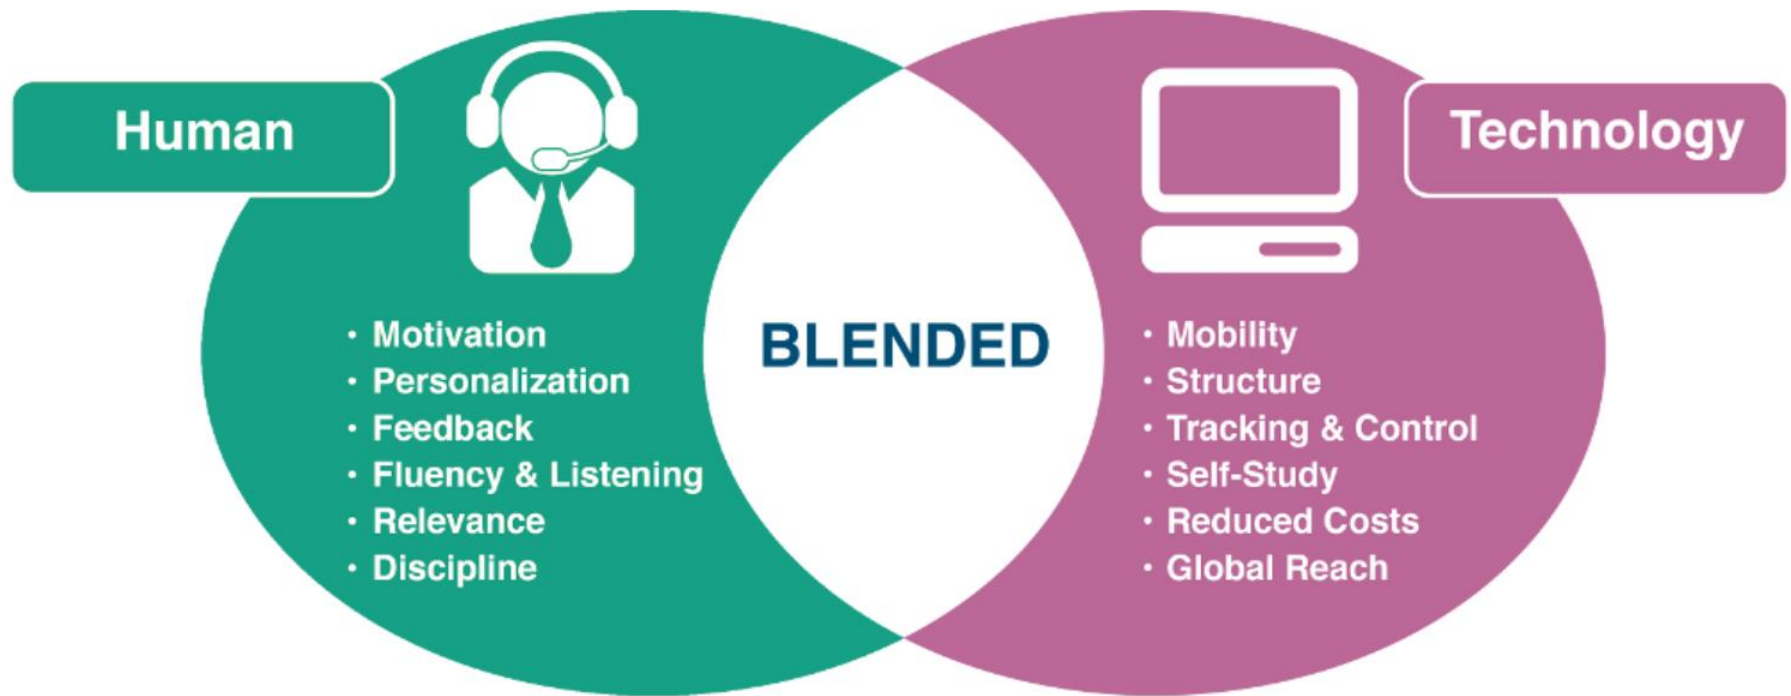 Human
• Motivation
• Personalization
• Feedback
• Fluency & Listening
• Relevance
• Discipline
BLENDED
Technology
• Mobility
• Structure
• Tracking & Control
• Self-Study
• Reduced Costs
• Global Reach